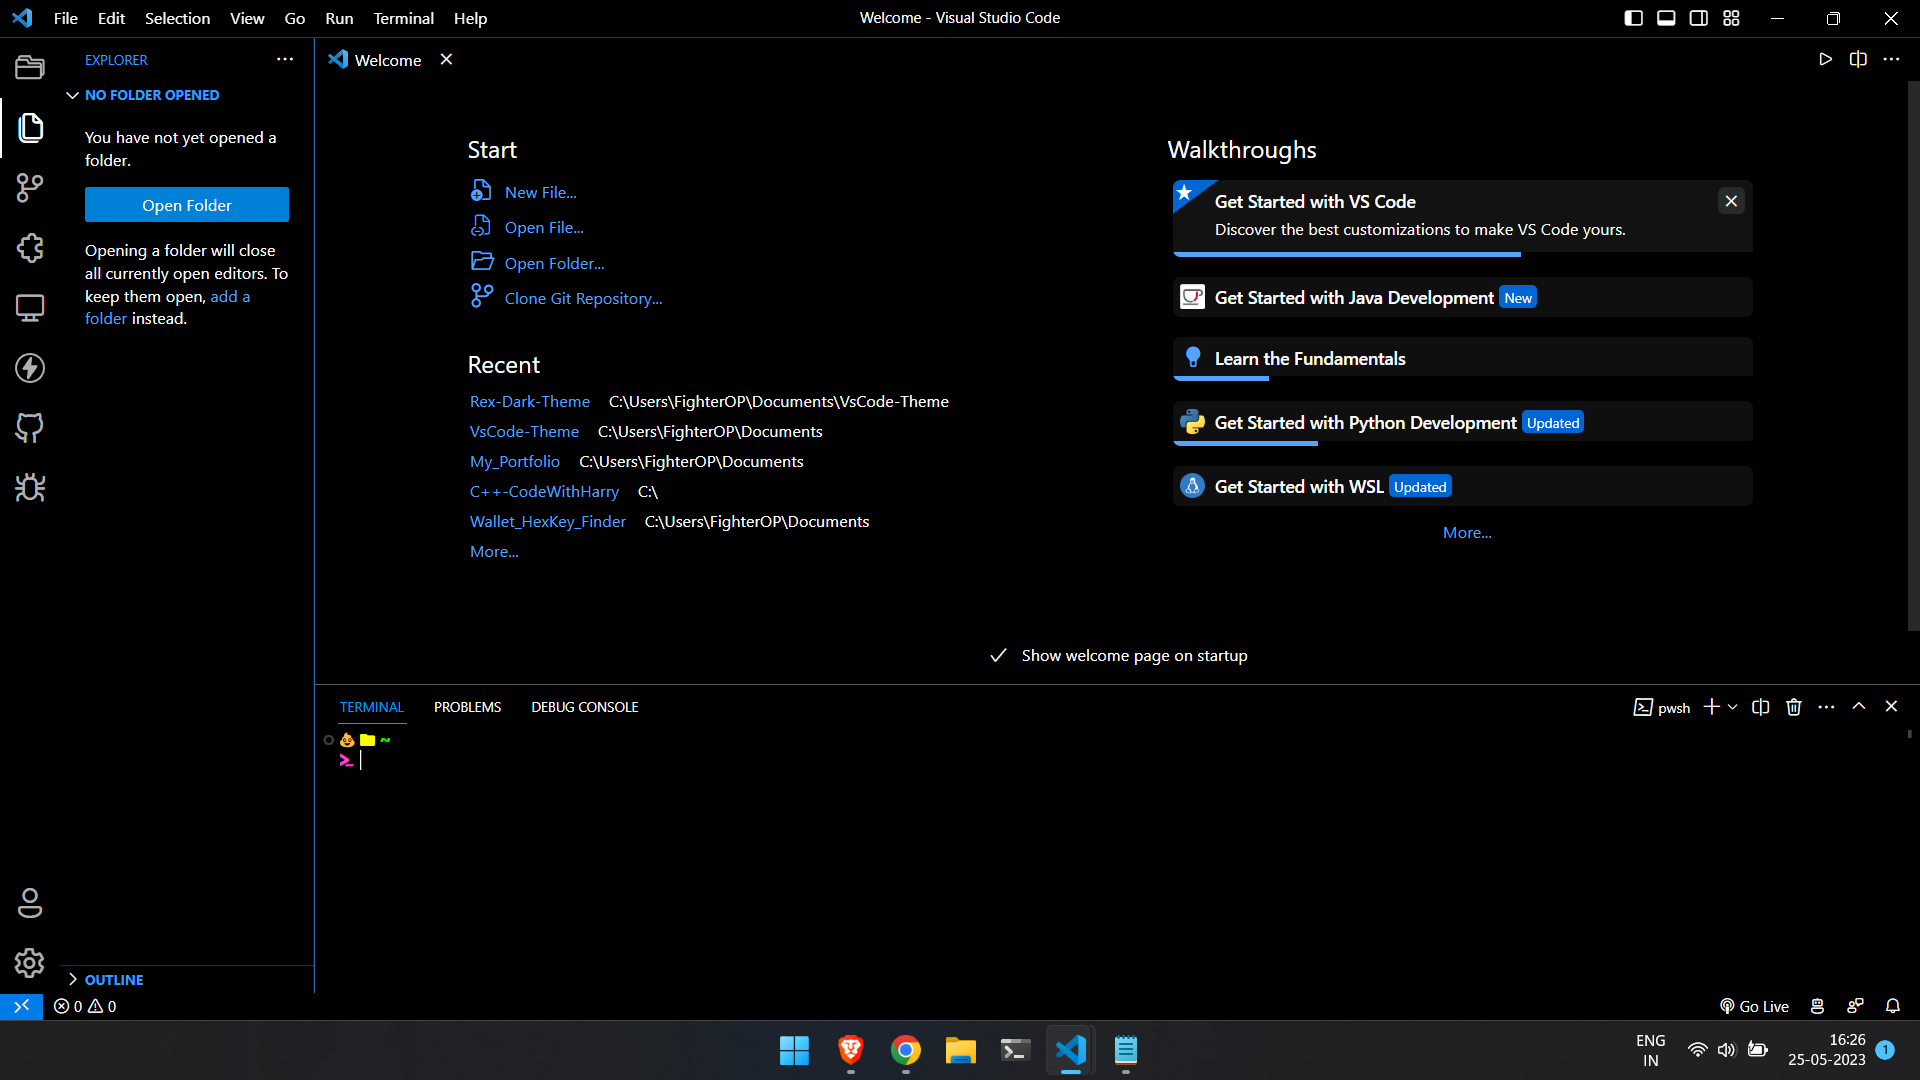 File Edit Selection View Go Run Terminal Help
Welcome - Visual Studio Code
EXPLORER
NO FOLDER OPENED
You have not yet opened a
folder.
Open Folder
Opening a folder will close
all currently open editors. To
keep them open, add a
folder instead.
OUTLINE
Welcome
Start
New File...
Open File...
Open Folder...
Clone Git Repository...
Recent
Rex-Dark-Theme C:\Users\FighterOP\Documents\VsCode-Theme
VsCode-Theme C:\Users\FighterOP\Documents
My_Portfolio C:\Users\FighterOP\Documents
C++-CodeWithHarry C:\
Wallet_HexKey_Finder C:\Users\FighterOP\Documents
More...
Walkthroughs
Get Started with VS Code
Discover the best customizations to make VS Code yours.
Get Started with Java Development New
Learn the Fundamentals
Get Started with Python Development Updated
Get Started with WSL Updated
More...
Show welcome page on startup
TERMINAL PROBLEMS DEBUG CONSOLE
pwsh
~
>_
0 0
Go Live
ENG
IN
16:26
25-05-2023
1